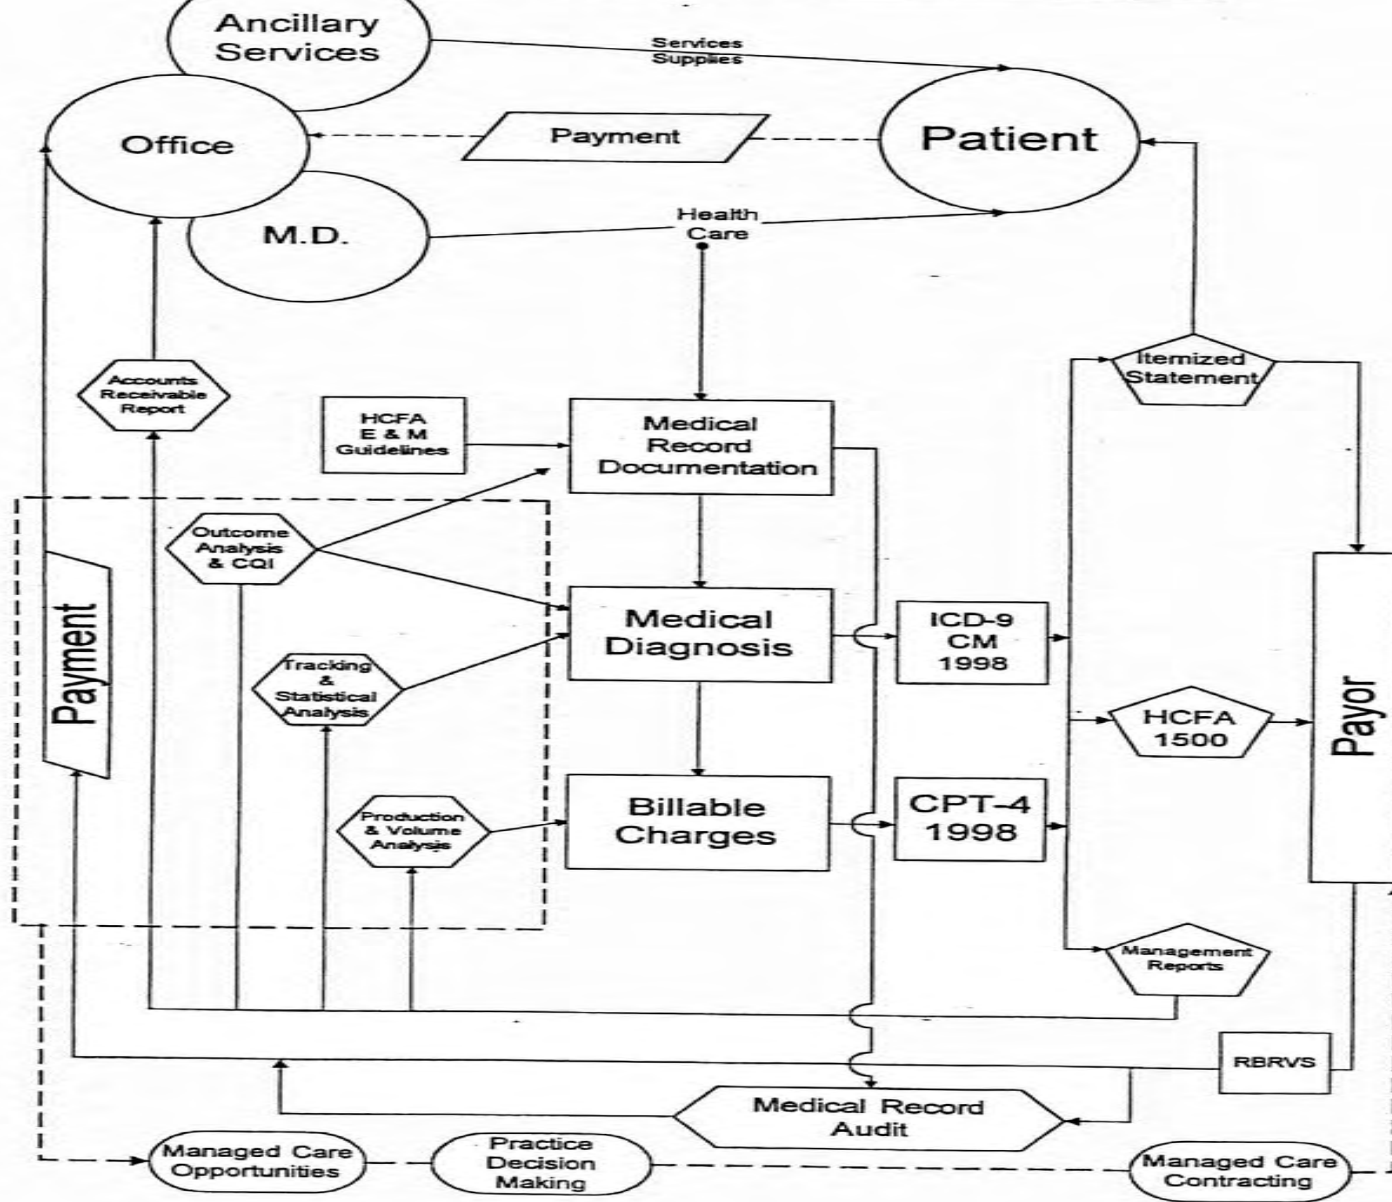 Ancillary
Services
Services
Supplies
Office
Payment
Patient
M.D.
Health
Care
Accounts
Receivable
Report
HCFA
E & M
Guidelines
Medical
Record
Documentation
Itemized
Statement
Outcome
Analysis
& CQI
Payment
Medical
Diagnosis
ICD-9
CM
1998
Tracking
&
Statistical
Analysis
HCFA
1500
Payor
Production
& Volume
Analysis
Billable
Charges
CPT-4
1998
Management
Reports
RBRVS
Medical Record
Audit
Managed Care
Opportunities
Practice
Decision
Making
Managed Care
Contracting